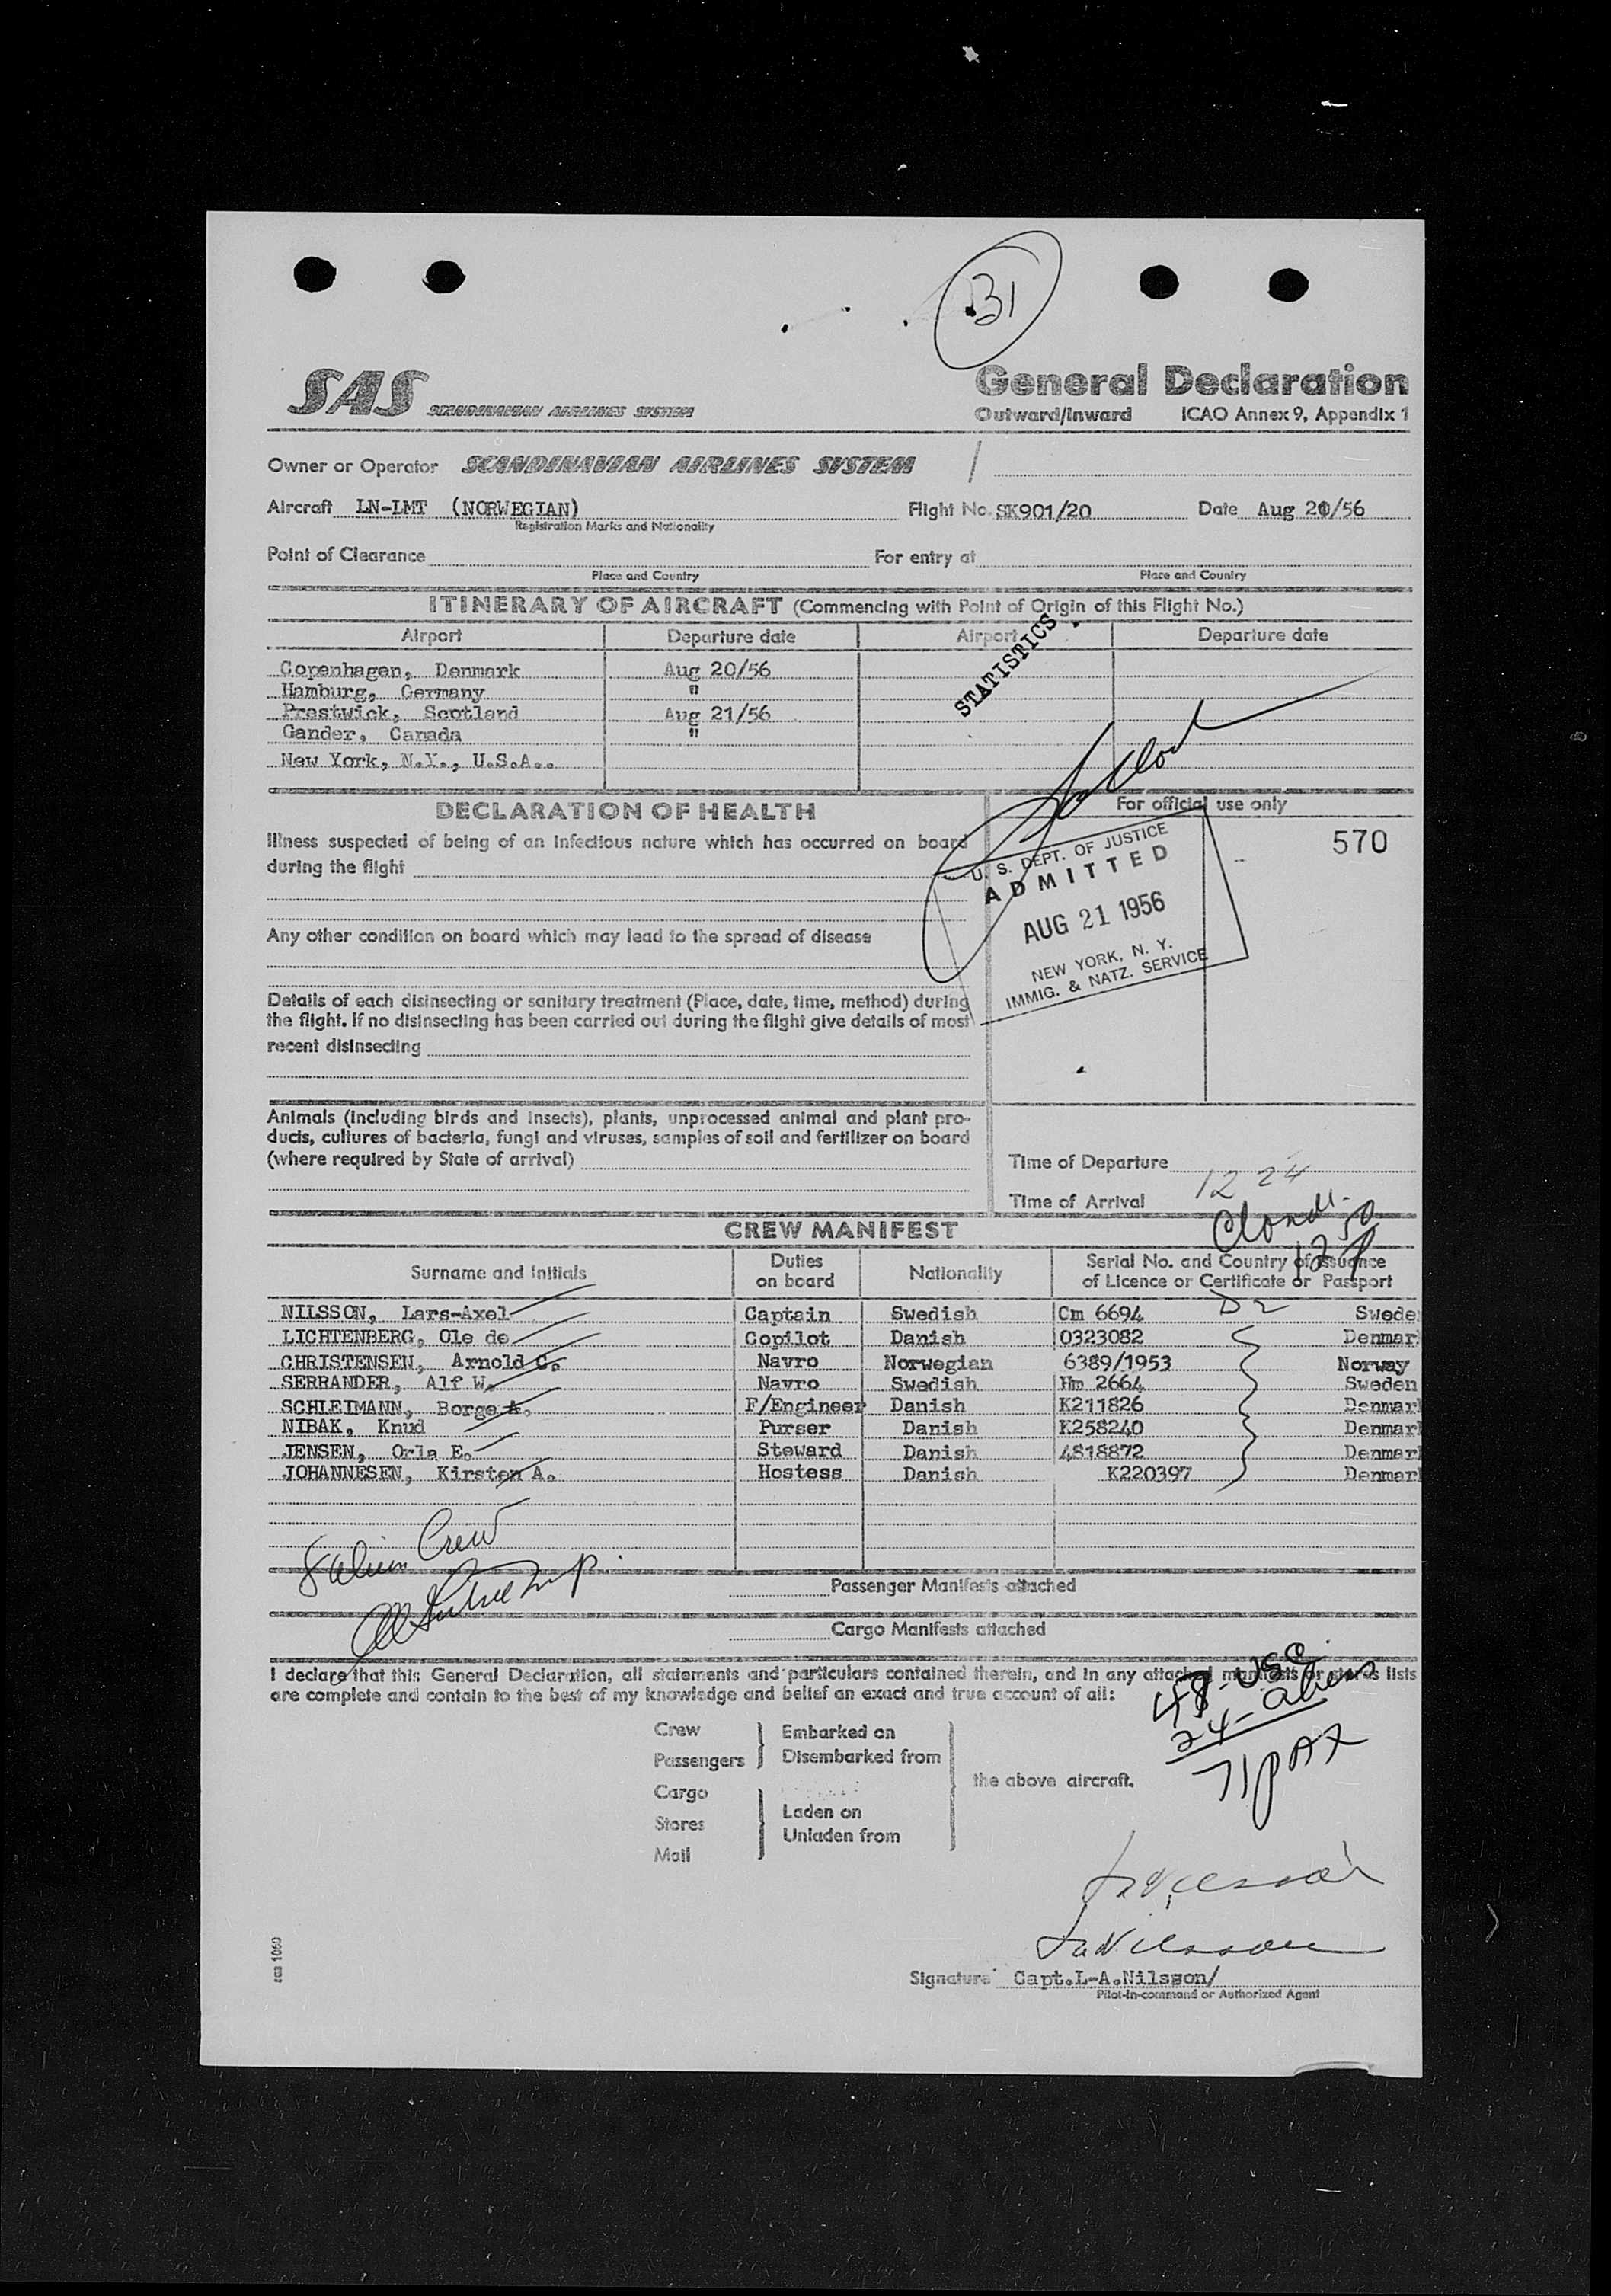 31
SAS SCANDINAVIAN AIRLINES SYSTEM
General Declaration
Outward/Inward ICAO Annex 9, Appendix 1
Owner or Operator SCANDINAVIAN AIRLINES SYSTEM
Aircraft LN-LMT (NORWEGIAN) Flight No. SK901/20 Date Aug 20/56
Registration Marks and Nationality
Point of Clearance For entry at
Place and Country Place and Country
ITINERARY OF AIRCRAFT (Commencing with Point of Origin of this Flight No.)
Airport Departure date Airport Departure date
STATISTICS
Copenhagen, Denmark Aug 20/56
Hamburg, Germany "
Prestwick, Scotland Aug 21/56
Gander, Canada "
New York, N.Y., U.S.A..
DECLARATION OF HEALTH
For official use only
Illness suspected of being of an infectious nature which has occurred on board
during the flight
570
U. S. DEPT. OF JUSTICE
ADMITTED
AUG 21 1956
NEW YORK, N. Y.
IMMIG. & NATZ. SERVICE
Any other condition on board which may lead to the spread of disease
Details of each disinsecting or sanitary treatment (Place, date, time, method) during
the flight. If no disinsecting has been carried out during the flight give details of most
recent disinsecting
Animals (including birds and insects), plants, unprocessed animal and plant pro-
ducts, cultures of bacteria, fungi and viruses, samples of soil and fertilizer on board
(where required by State of arrival)
Time of Departure
Time of Arrival 12 24
CREW MANIFEST
Surname and Initials Duties on board Nationality Serial No. and Country of Issuance of Licence or Certificate or Passport
NILSSON, Lars-Axel Captain Swedish Cm 6694 Swede
LICHTENBERG, Ole de Copilot Danish 0323082 Denmar
CHRISTENSEN, Arnold C. Navro Norwegian 6389/1953 Norway
SERRANDER, Alf W. Navro Swedish Hm 2664 Sweden
SCHLEIMANN, Borge A. F/Engineer Danish K211826 Denmar
NIBAK, Knud Purser Danish K258240 Denmar
JENSEN, Orla E. Steward Danish 4818872 Denmar
JOHANNESEN, Kirsten A. Hostess Danish K220397 Denmar
8 alien Crew
Passenger Manifests attached
Cargo Manifests attached
I declare that this General Declaration, all statements and particulars contained therein, and in any attached manifests or stores lists
are complete and contain to the best of my knowledge and belief an exact and true account of all:
Crew
Passengers
Embarked on
Disembarked from
Cargo
Stores
Mail
Laden on
Unladen from
the above aircraft.
USC
24 - alien
71 pax
Signature Capt.L-A.Nilsson/
Pilot-in-command or Authorized Agent